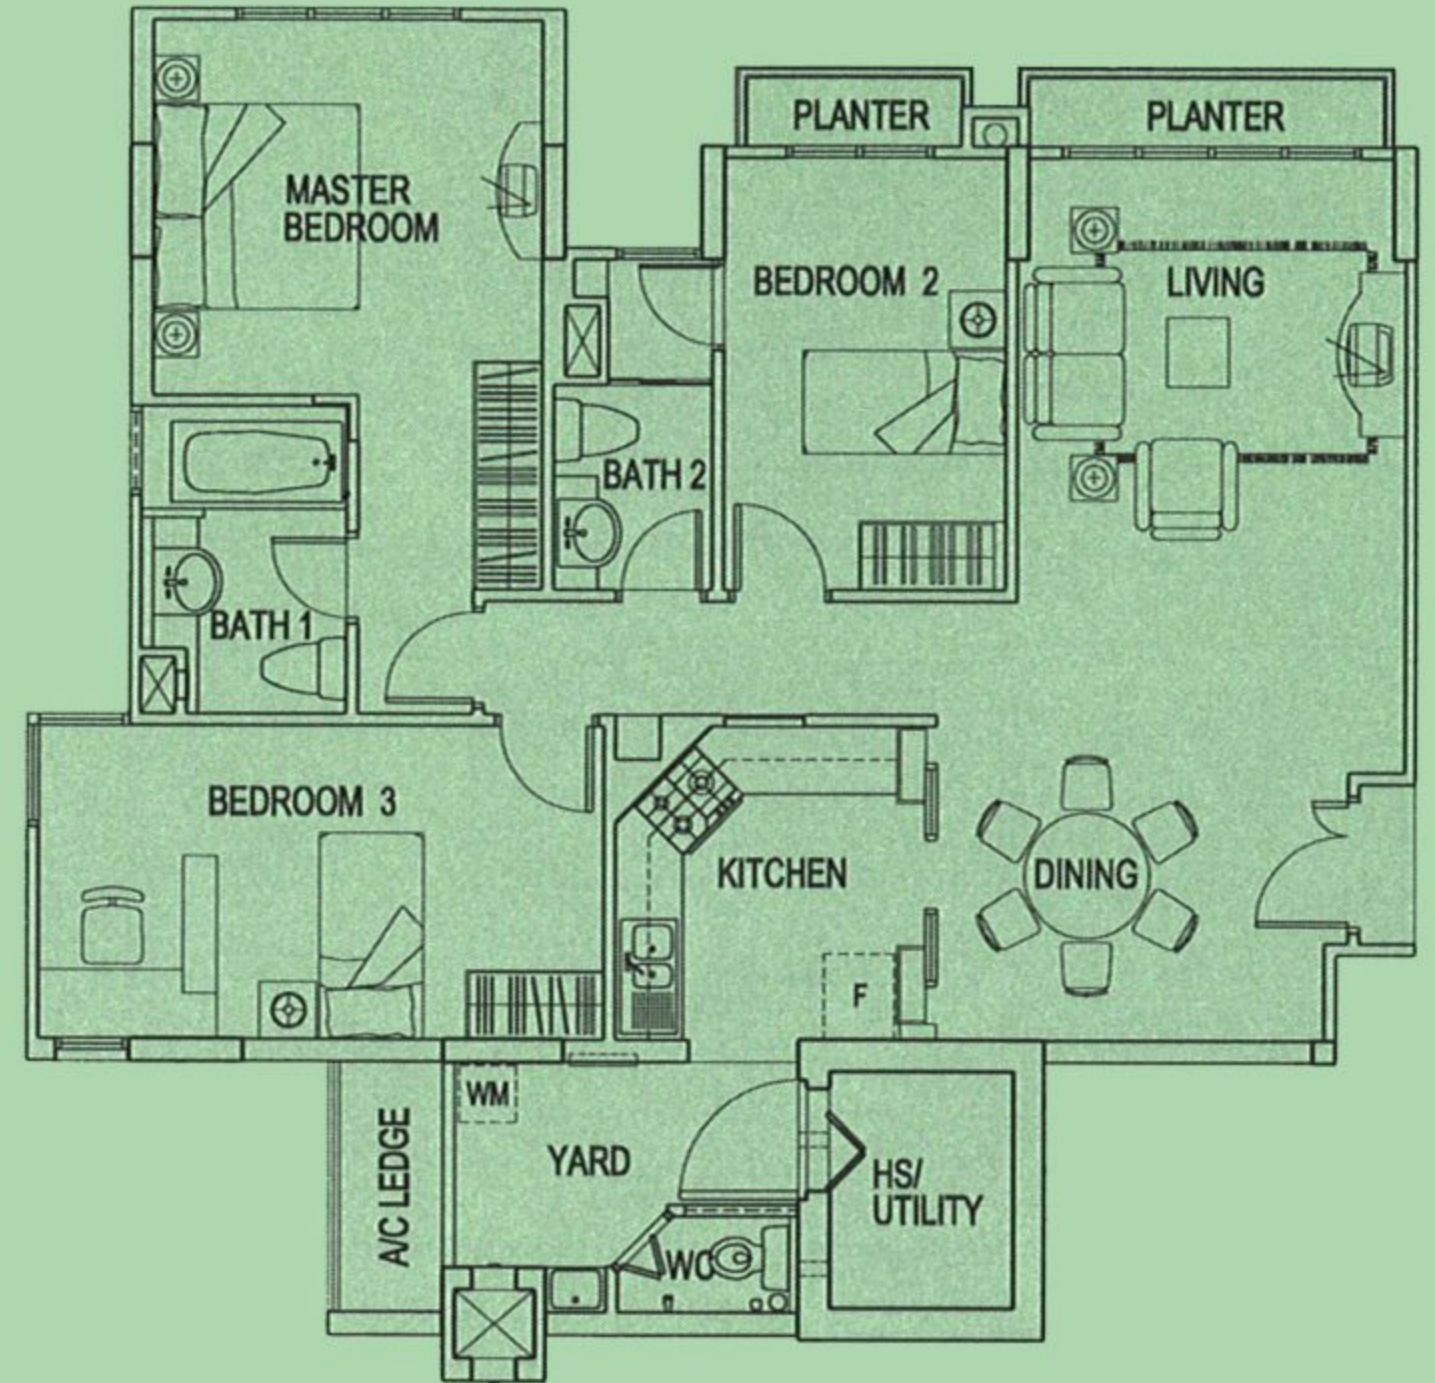 PLANTER
PLANTER
MASTER
BEDROOM
BEDROOM 2
LIVING
BATH 2
BATH 1
BEDROOM 3
KITCHEN
DINING
F
WM
A/C LEDGE
YARD
HS/
UTILITY
WC